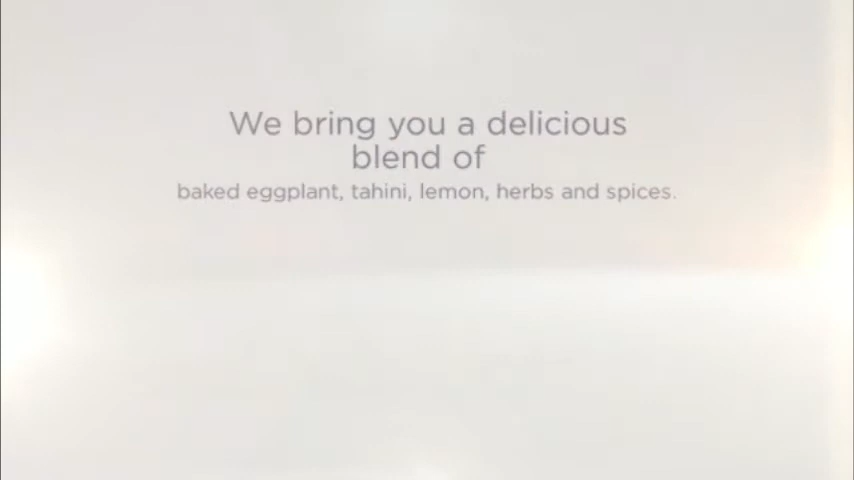 We bring you a delicious
blend of
baked eggplant, tahini, lemon, herbs and spices.